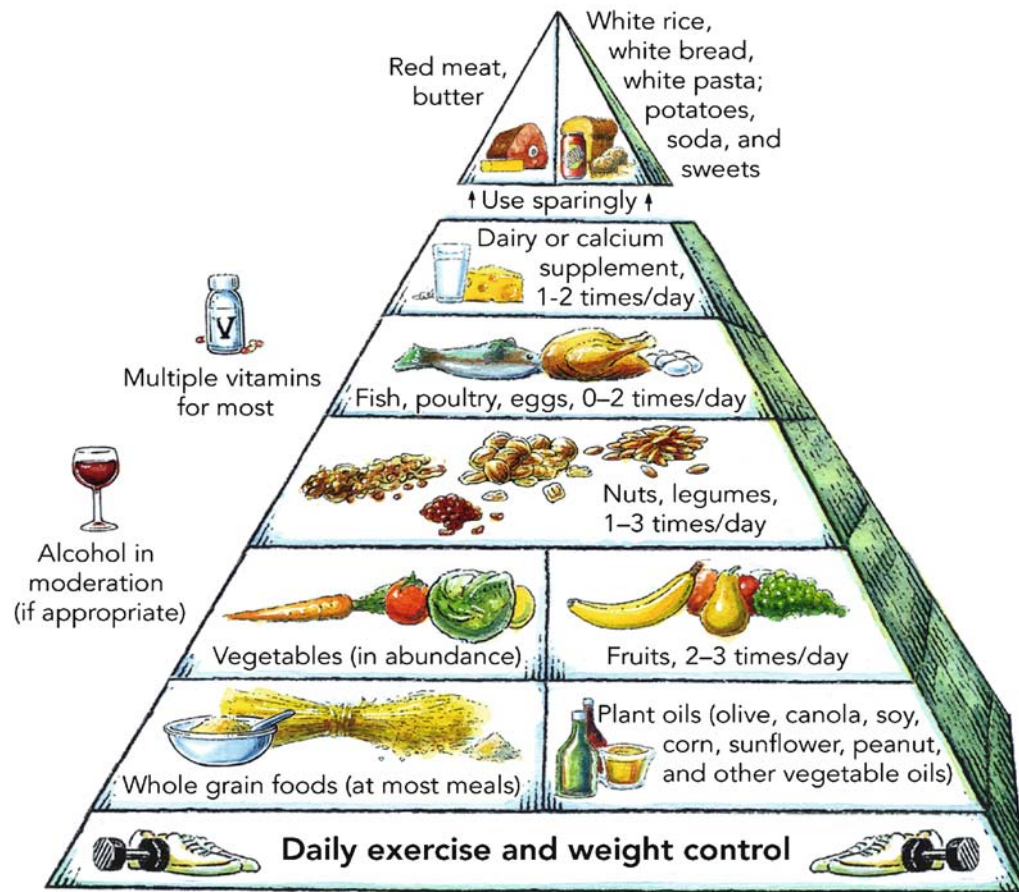 Red meat,
butter
White rice,
white bread,
white pasta;
potatoes,
soda, and
sweets
Use sparingly
Dairy or calcium
supplement,
1-2 times/day
V
Multiple vitamins
for most
Fish, poultry, eggs, 0–2 times/day
Nuts, legumes,
1–3 times/day
Alcohol in
moderation
(if appropriate)
Vegetables (in abundance)
Fruits, 2–3 times/day
Whole grain foods (at most meals)
Plant oils (olive, canola, soy,
corn, sunflower, peanut,
and other vegetable oils)
Daily exercise and weight control